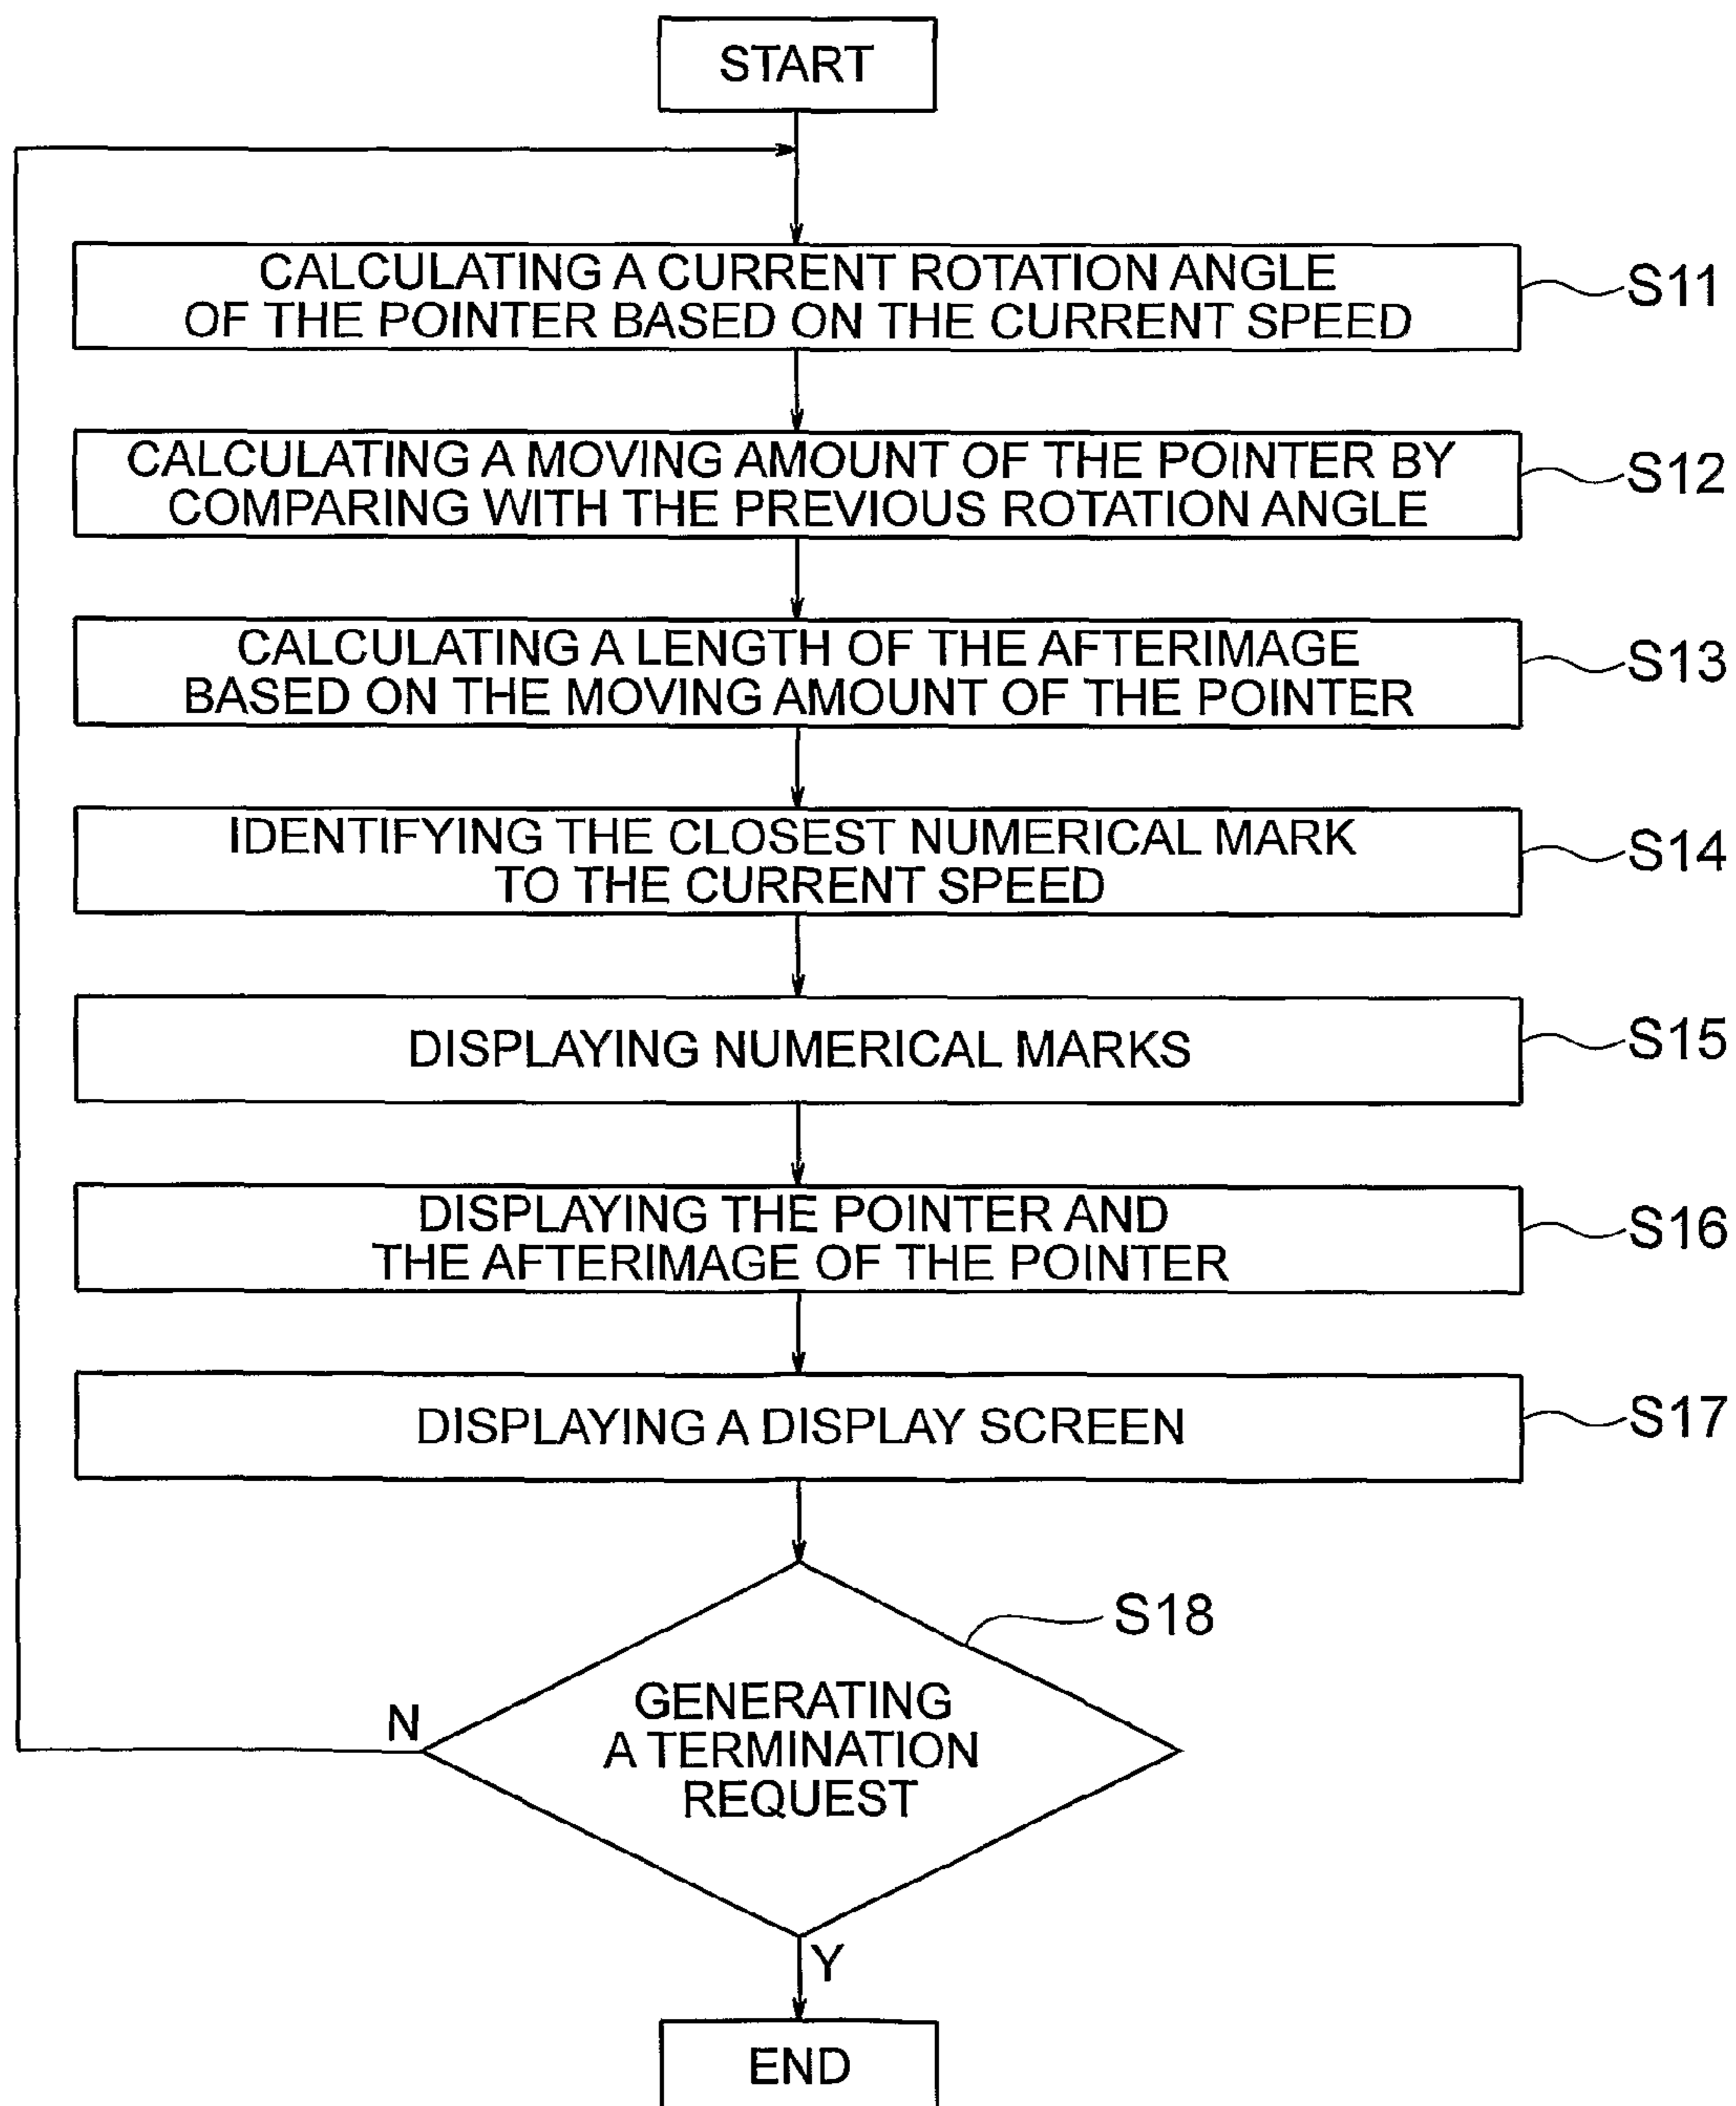 START
CALCULATING A CURRENT ROTATION ANGLE
OF THE POINTER BASED ON THE CURRENT SPEED
S11
CALCULATING A MOVING AMOUNT OF THE POINTER BY
COMPARING WITH THE PREVIOUS ROTATION ANGLE
S12
CALCULATING A LENGTH OF THE AFTERIMAGE
BASED ON THE MOVING AMOUNT OF THE POINTER
S13
IDENTIFYING THE CLOSEST NUMERICAL MARK
TO THE CURRENT SPEED
S14
DISPLAYING NUMERICAL MARKS
S15
DISPLAYING THE POINTER AND
THE AFTERIMAGE OF THE POINTER
S16
DISPLAYING A DISPLAY SCREEN
S17
S18
GENERATING
A TERMINATION
REQUEST
N
Y
END